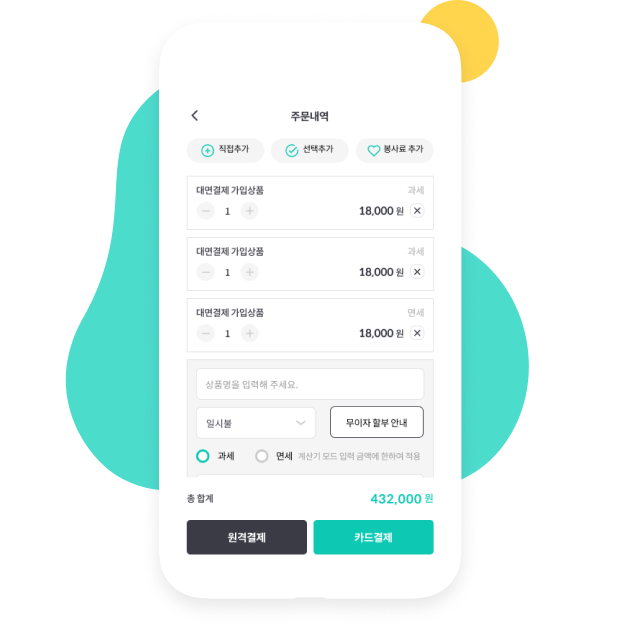 주문내역
직접추가 선택추가 봉사료 추가
대면결제 가입상품 과세
1 18,000 원
대면결제 가입상품 과세
1 18,000 원
대면결제 가입상품 면세
1 18,000 원
상품명을 입력해 주세요.
일시불 무이자 할부 안내
과세 면세 계산기 모드 입력 금액에 한하여 적용
총 합계 432,000 원
원격결제 카드결제